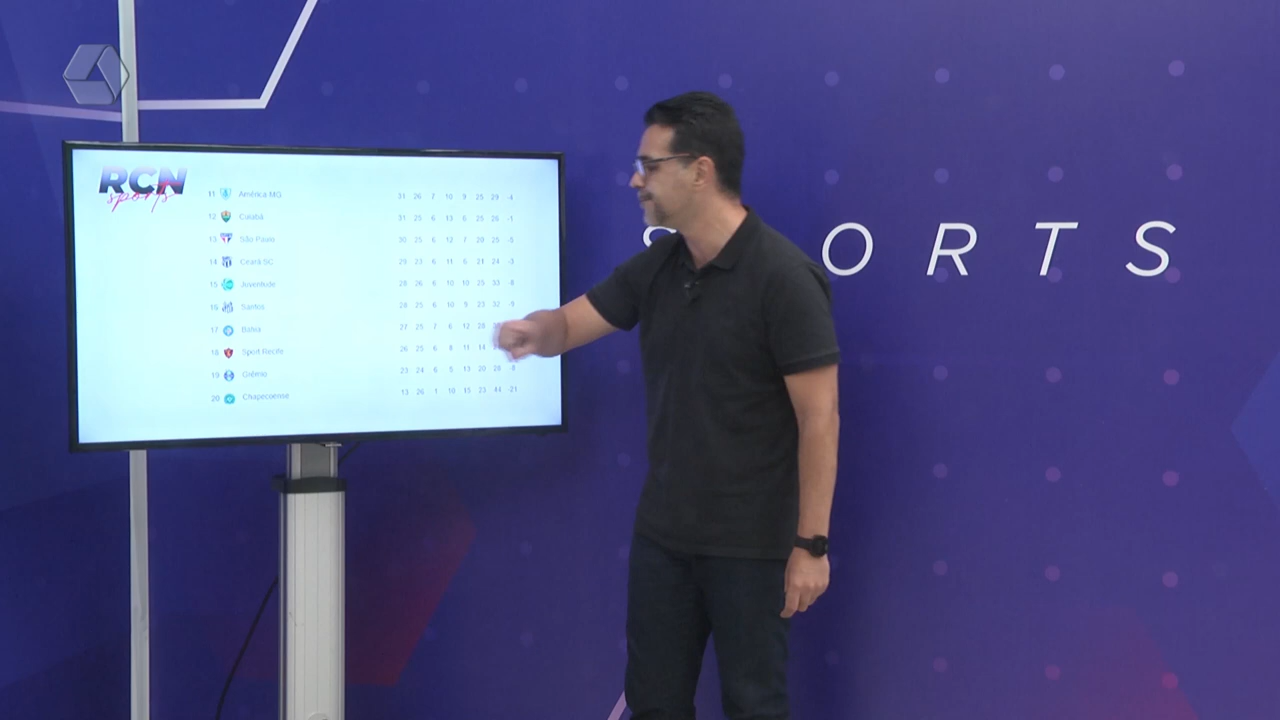 RCN
sports
11 América MG 31 26 7 10 9 25 29 -4
12 Cuiabá 31 25 6 13 6 25 26 -1
13 São Paulo 30 25 6 12 7 20 25 -5
14 Ceará SC 29 23 6 11 6 21 24 -3
15 Juventude 28 26 6 10 10 25 33 -8
16 Santos 28 25 6 10 9 23 32 -9
17 Bahia 27 25 7 6 12 28
18 Sport Recife 26 25 6 8 11 14
19 Grêmio 23 24 6 5 13 20 28 -8
20 Chapecoense 13 26 1 10 15 23 44 -21
SPORTS